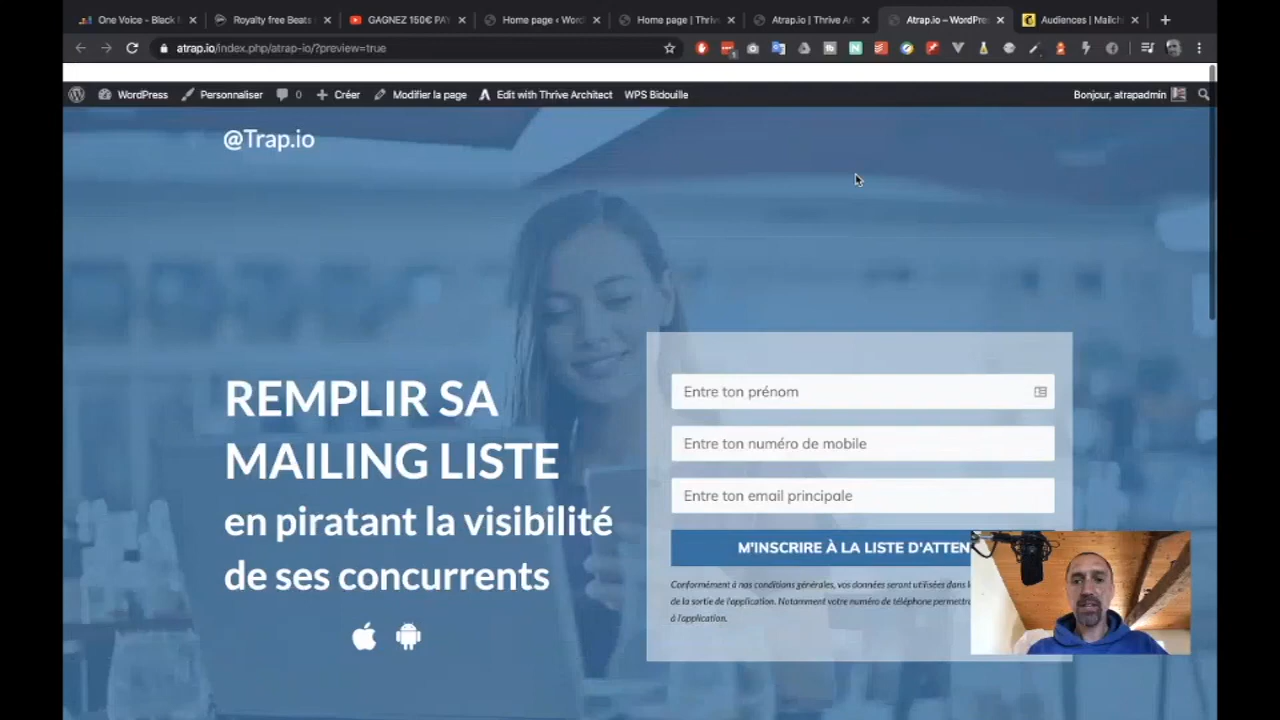 One Voice - Black
Royalty free Beats
GAGNEZ 150€ PA
Home page ‹ Wor
Home page | Thriv
Atrap.io | Thrive Ar
Atrap.io – WordPre
Audiences | Mailch
atrap.io/index.php/atrap-io/?preview=true
WordPress
Personnaliser
0
Créer
Modifier la page
Edit with Thrive Architect
WPS Bidouille
Bonjour, atrapadmin
@Trap.io
REMPLIR SA
MAILING LISTE
en piratant la visibilité
de ses concurrents
Entre ton prénom
Entre ton numéro de mobile
Entre ton email principale
M'INSCRIRE À LA LISTE D'ATTEN
Conformément à nos conditions générales, vos données seront utilisées dans l
de la sortie de l'application. Notamment votre numéro de téléphone permettr
à l'application.